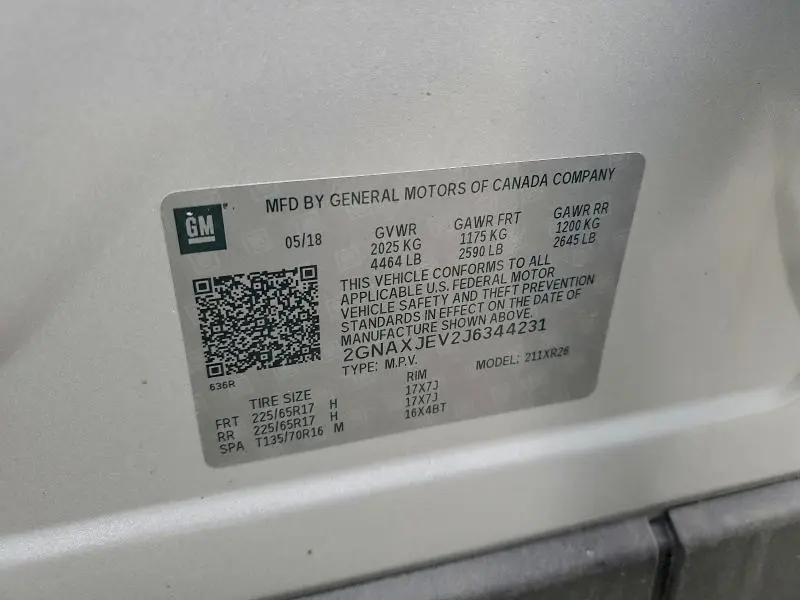 MFD BY GENERAL MOTORS OF CANADA COMPANY
GM
05/18 GVWR GAWR FRT GAWR RR
2025 KG 1175 KG 1200 KG
4464 LB 2590 LB 2645 LB
THIS VEHICLE CONFORMS TO ALL
APPLICABLE U.S. FEDERAL MOTOR
VEHICLE SAFETY AND THEFT PREVENTION
STANDARDS IN EFFECT ON THE DATE OF
MANUFACTURE SHOWN ABOVE.
2GNAXJEV2J6344231
TYPE: M.P.V. MODEL: 211XR26
636R
TIRE SIZE RIM
FRT 225/65R17 H 17X7J
RR 225/65R17 H 17X7J
SPA T135/70R16 M 16X4BT